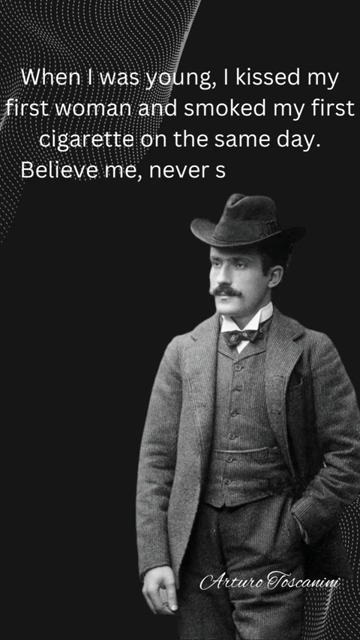 When I was young, I kissed my
first woman and smoked my first
cigarette on the same day.
Believe me, never s
Arturo Toscanini